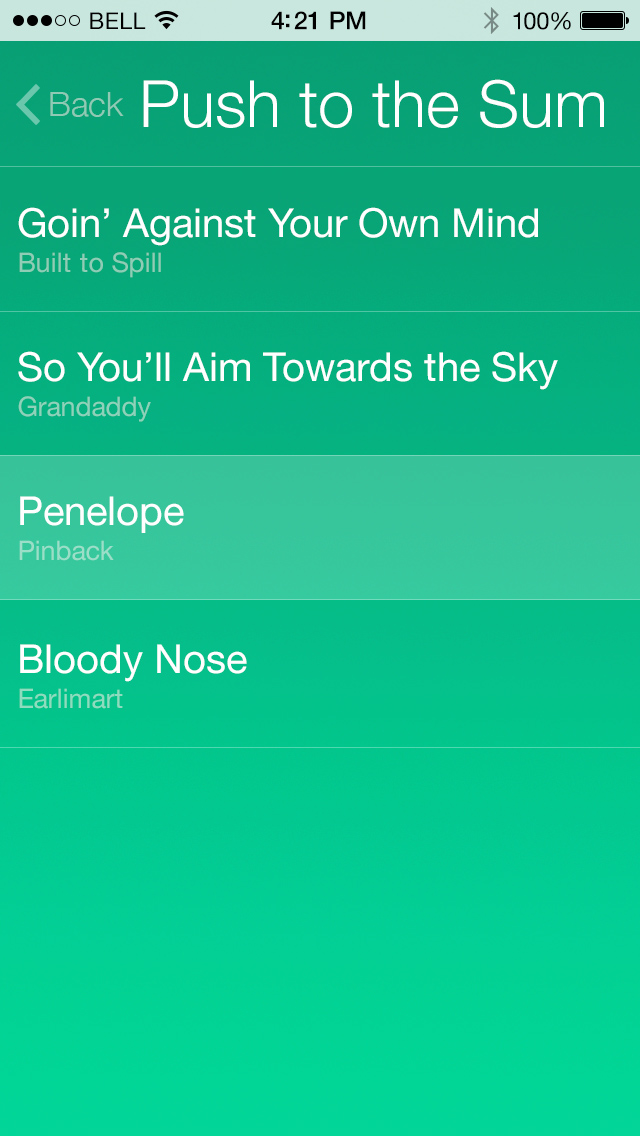 BELL 4:21 PM 100%
Back Push to the Sum
Goin’ Against Your Own Mind
Built to Spill
So You’ll Aim Towards the Sky
Grandaddy
Penelope
Pinback
Bloody Nose
Earlimart